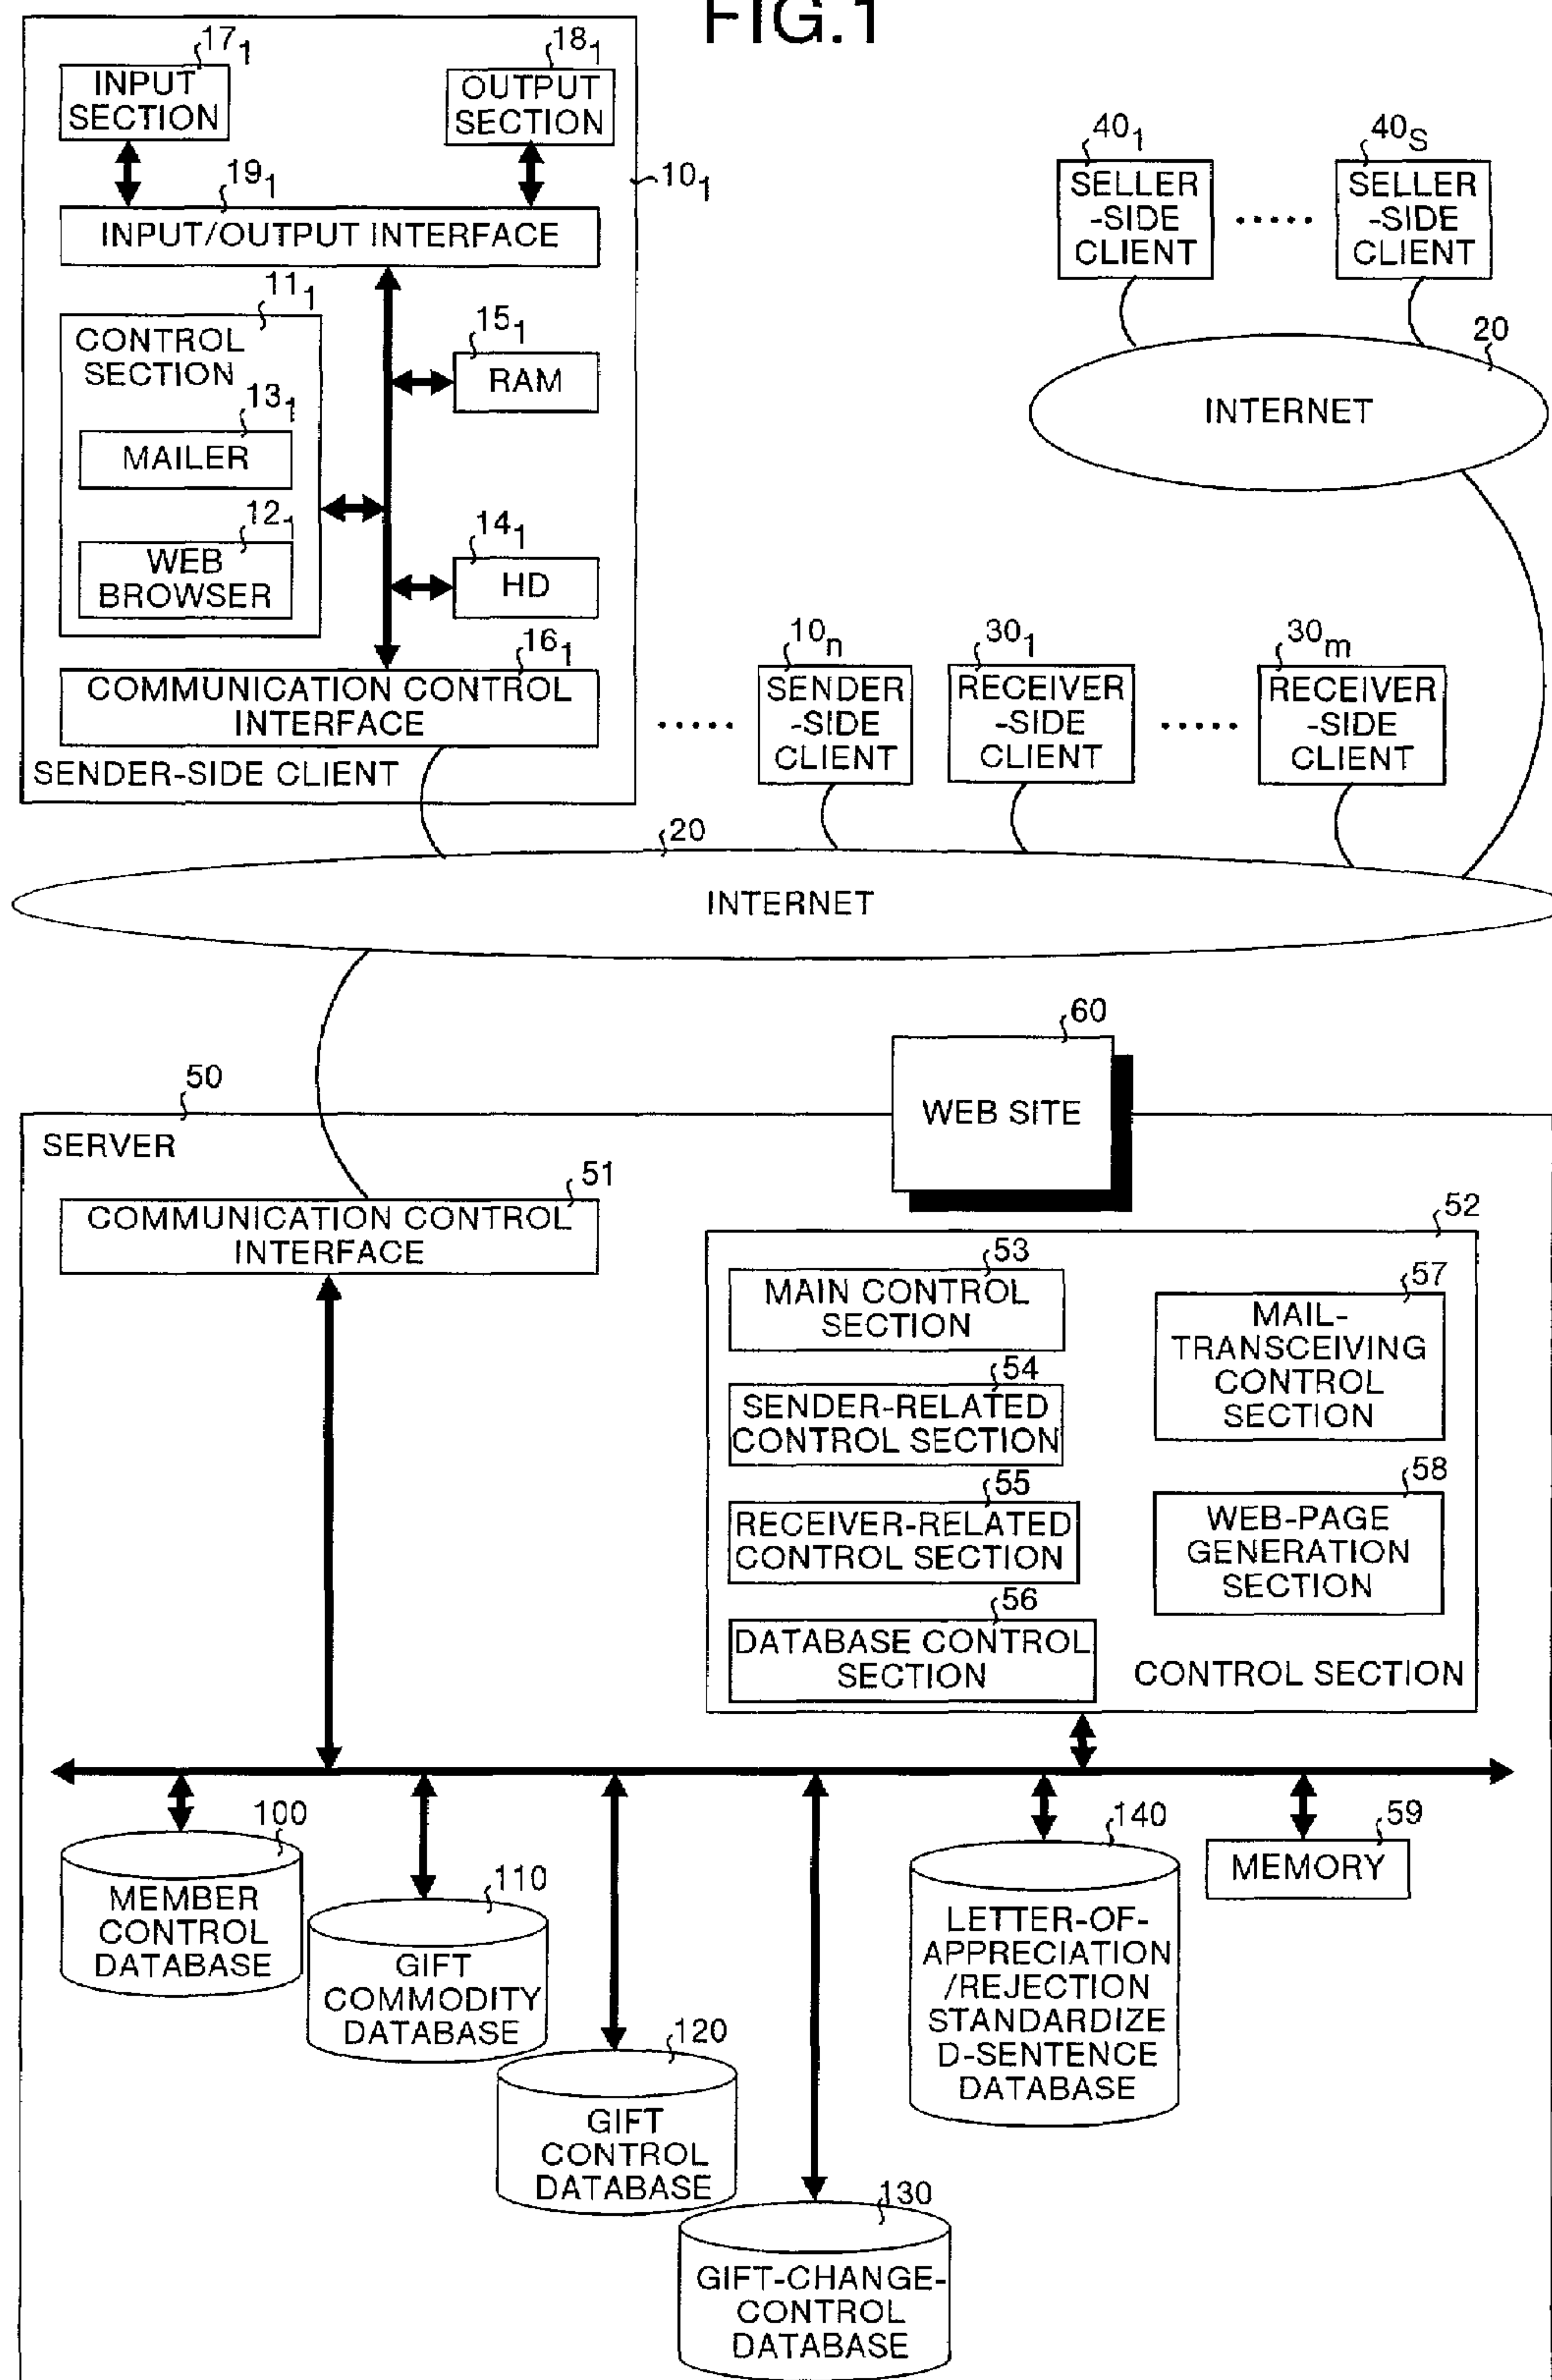 FIG.1
17₁
INPUT
SECTION
18₁
OUTPUT
SECTION
10₁
19₁
INPUT/OUTPUT INTERFACE
11₁
CONTROL
SECTION
13₁
MAILER
12₁
WEB
BROWSER
15₁
RAM
14₁
HD
16₁
COMMUNICATION CONTROL
INTERFACE
SENDER-SIDE CLIENT
40₁
SELLER
-SIDE
CLIENT
.....
40S
SELLER
-SIDE
CLIENT
20
INTERNET
.....
10n
SENDER
-SIDE
CLIENT
30₁
RECEIVER
-SIDE
CLIENT
.....
30m
RECEIVER
-SIDE
CLIENT
20
INTERNET
60
WEB SITE
50
SERVER
51
COMMUNICATION CONTROL
INTERFACE
52
53
MAIN CONTROL
SECTION
54
SENDER-RELATED
CONTROL SECTION
55
RECEIVER-RELATED
CONTROL SECTION
56
DATABASE CONTROL
SECTION
57
MAIL-
TRANSCEIVING
CONTROL
SECTION
58
WEB-PAGE
GENERATION
SECTION
CONTROL SECTION
100
MEMBER
CONTROL
DATABASE
110
GIFT
COMMODITY
DATABASE
120
GIFT
CONTROL
DATABASE
130
GIFT-CHANGE-
CONTROL
DATABASE
140
LETTER-OF-
APPRECIATION
/REJECTION
STANDARDIZE
D-SENTENCE
DATABASE
59
MEMORY